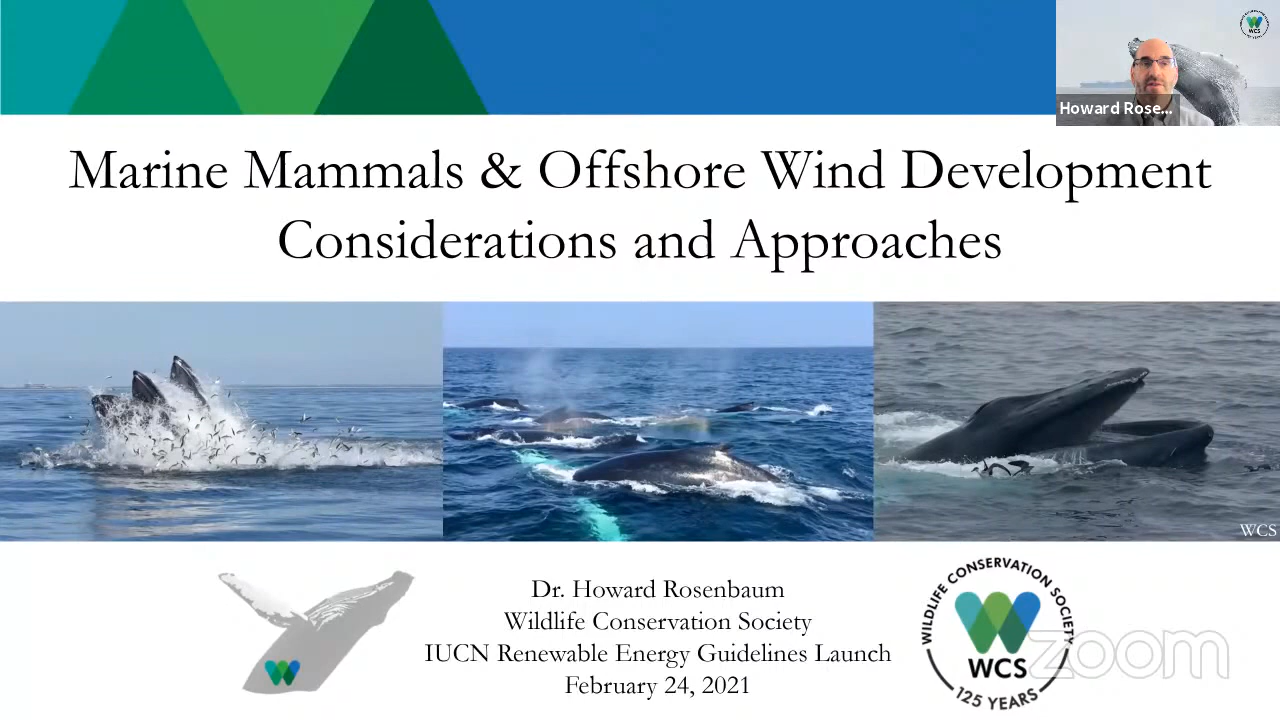 WCS
Howard Rose...
Marine Mammals & Offshore Wind Development
Considerations and Approaches
WCS
Dr. Howard Rosenbaum
Wildlife Conservation Society
IUCN Renewable Energy Guidelines Launch
February 24, 2021
WILDLIFE CONSERVATION SOCIETY
WCS
125 YEARS
zoom